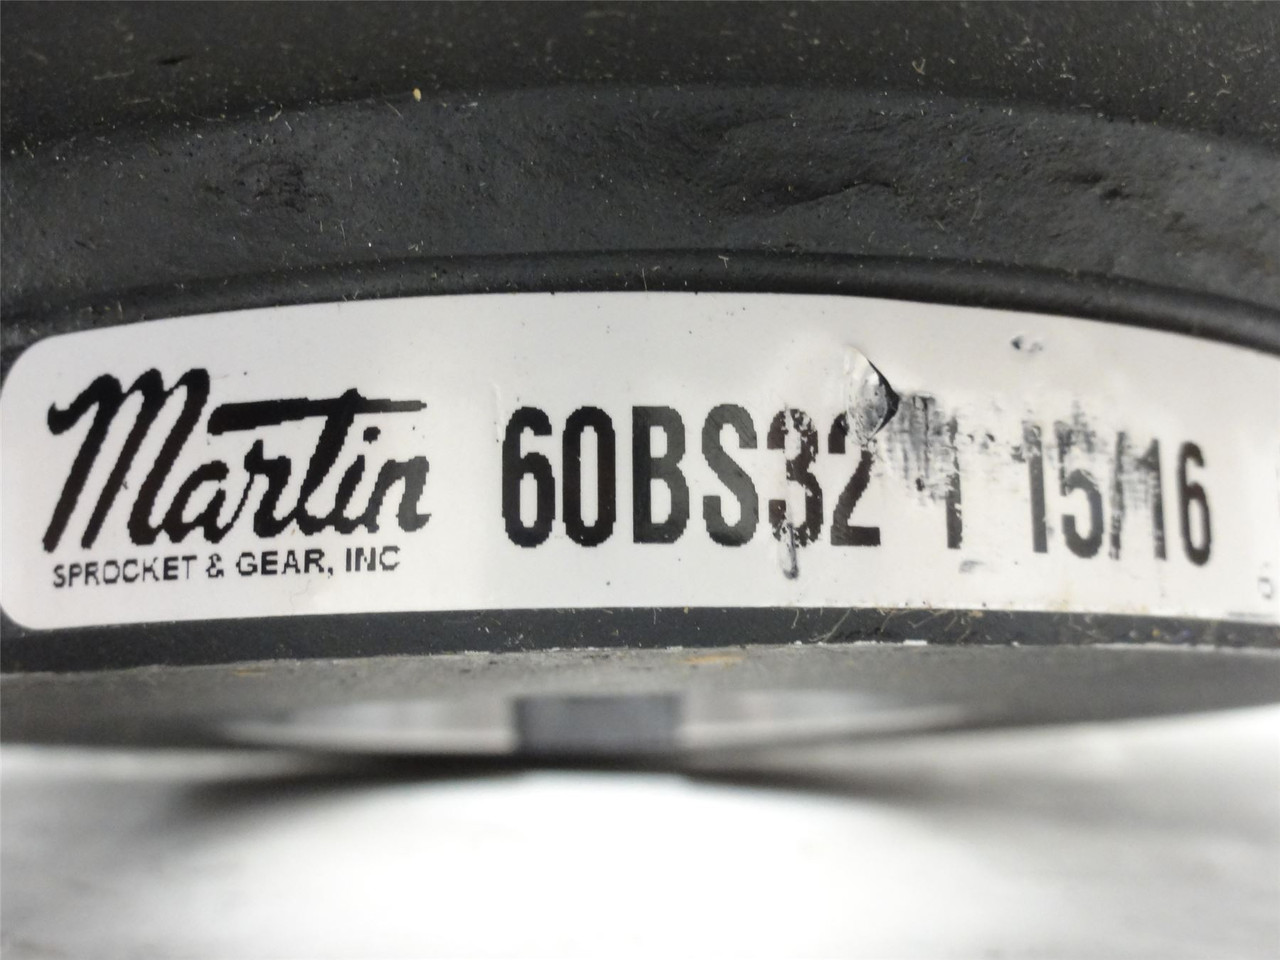 Martin
SPROCKET & GEAR, INC
60BS32 1 15/16